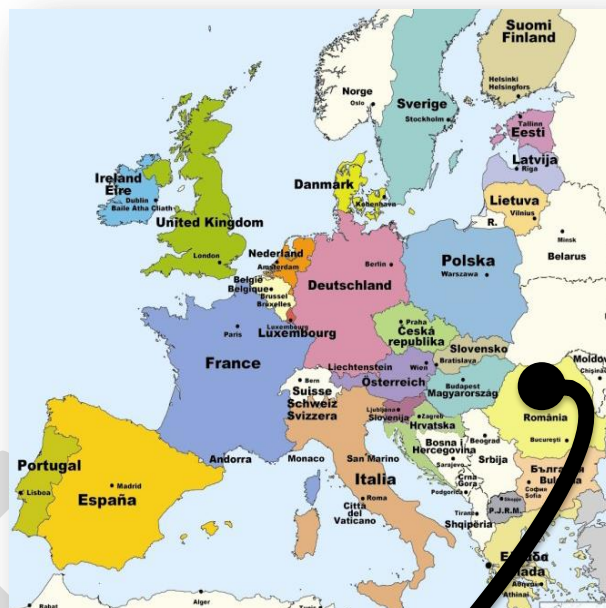 Suomi
Finland
Helsinki
Helsingfors
Norge
Oslo
Sverige
Stockholm
Tallinn
Eesti
Latvija
Riga
Ireland
Éire
Dublin
Baile Átha Cliath
United Kingdom
London
Danmark
København
Lietuva
Vilnius
R.
Minsk
Belarus
Nederland
Amsterdam
België
Belgique
Brussel
Bruxelles
Berlin
Deutschland
Polska
Warszawa
Luxembourg
Luxembourg
Praha
Česká
republika
Slovensko
Bratislava
Paris
France
Liechtenstein
Wien
Österreich
Budapest
Magyarország
Bern
Suisse
Schweiz
Svizzera
Ljubljana
Slovenija
Zagreb
Hrvatska
România
București
Bosna
Hercegovina
Sarajevo
Beograd
Srbija
Andorra
Monaco
San Marino
Italia
Roma
Città
del
Vaticano
Crna
Gora
Podgorica
София
Sofia
P.J.R.M.
Tirane
Shqipëria
Portugal
Lisboa
Madrid
España
Athinai
Rabat
Alger